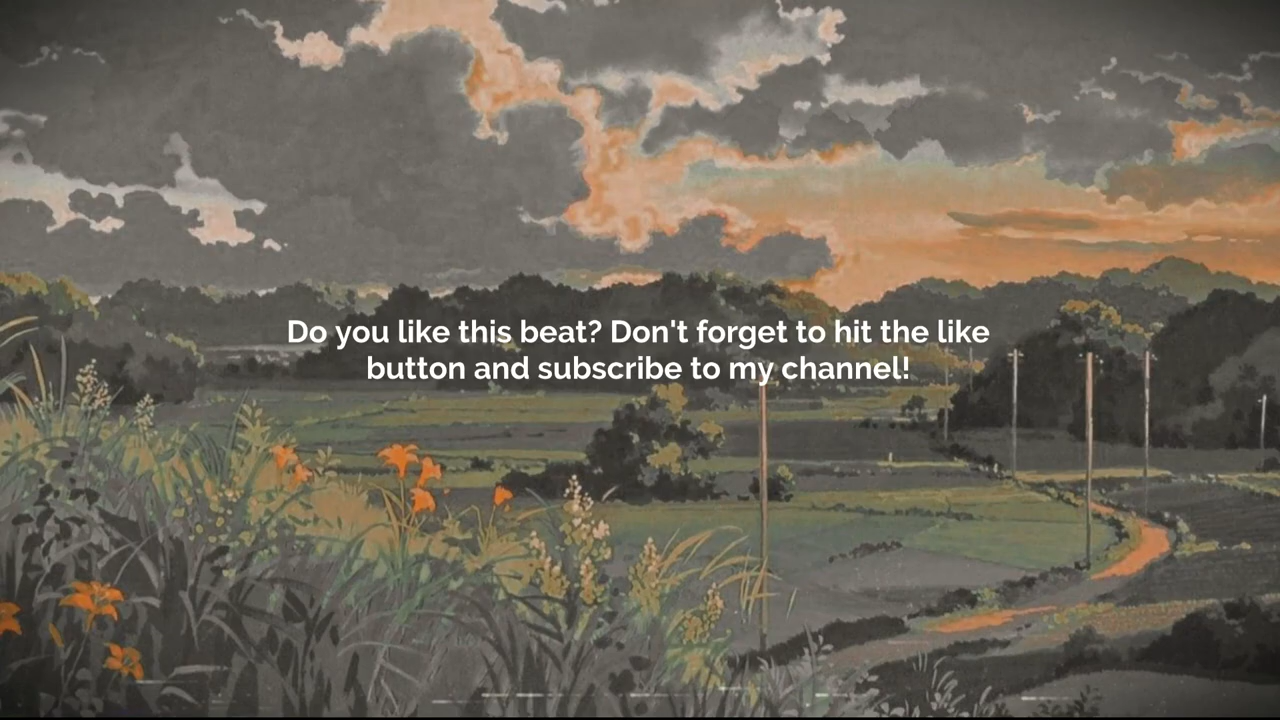 Do you like this beat? Don't forget to hit the like
button and subscribe to my channel!